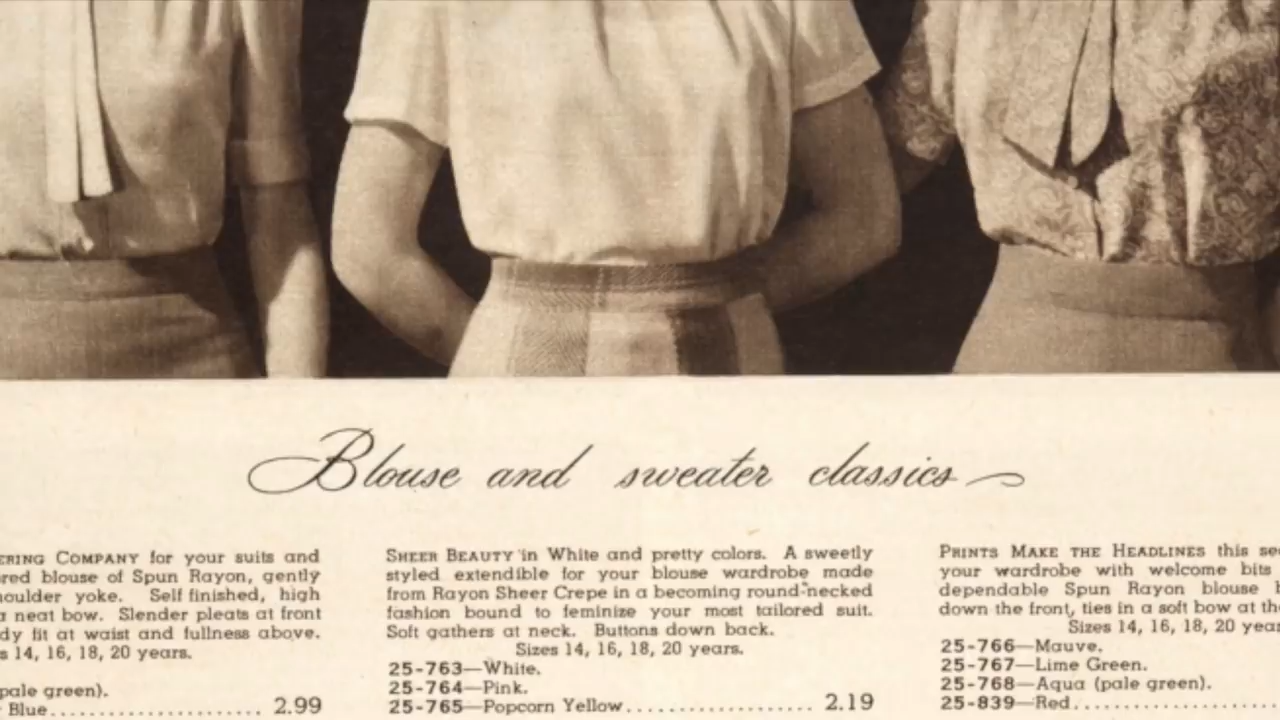 Blouse and sweater classics
ERING COMPANY for your suits and
red blouse of Spun Rayon, gently
houlder yoke. Self finished, high
a neat bow. Slender pleats at front
dy fit at waist and fullness above.
s 14, 16, 18, 20 years.
pale green).
Blue 2.99
SHEER BEAUTY in White and pretty colors. A sweetly
styled extendible for your blouse wardrobe made
from Rayon Sheer Crepe in a becoming round-necked
fashion bound to feminize your most tailored suit.
Soft gathers at neck. Buttons down back.
Sizes 14, 16, 18, 20 years.
25-763—White.
25-764—Pink.
25-765—Popcorn Yellow 2.19
PRINTS MAKE THE HEADLINES this se
your wardrobe with welcome bits
dependable Spun Rayon blouse b
down the front, ties in a soft bow at the
Sizes 14, 16, 18, 20 year
25-766—Mauve.
25-767—Lime Green.
25-768—Aqua (pale green).
25-839—Red